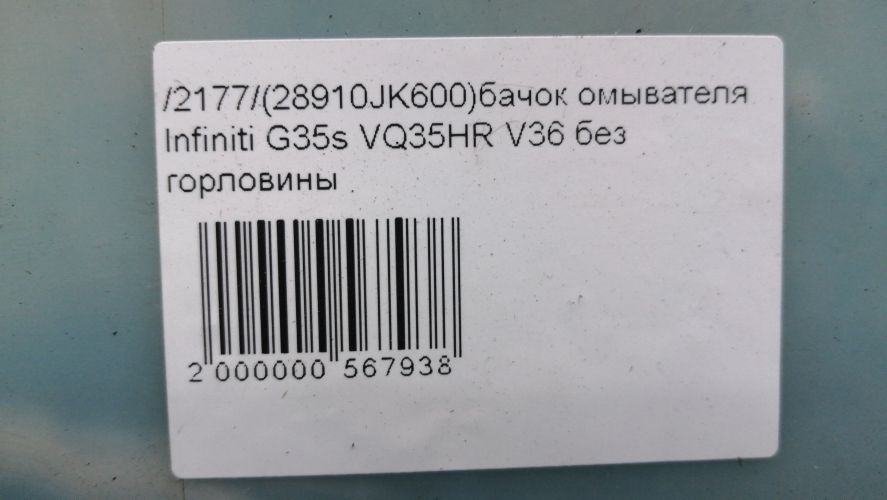 /2177/(28910JK600)бачок омывателя
Infiniti G35s VQ35HR V36 без
горловины
2 000000 567938